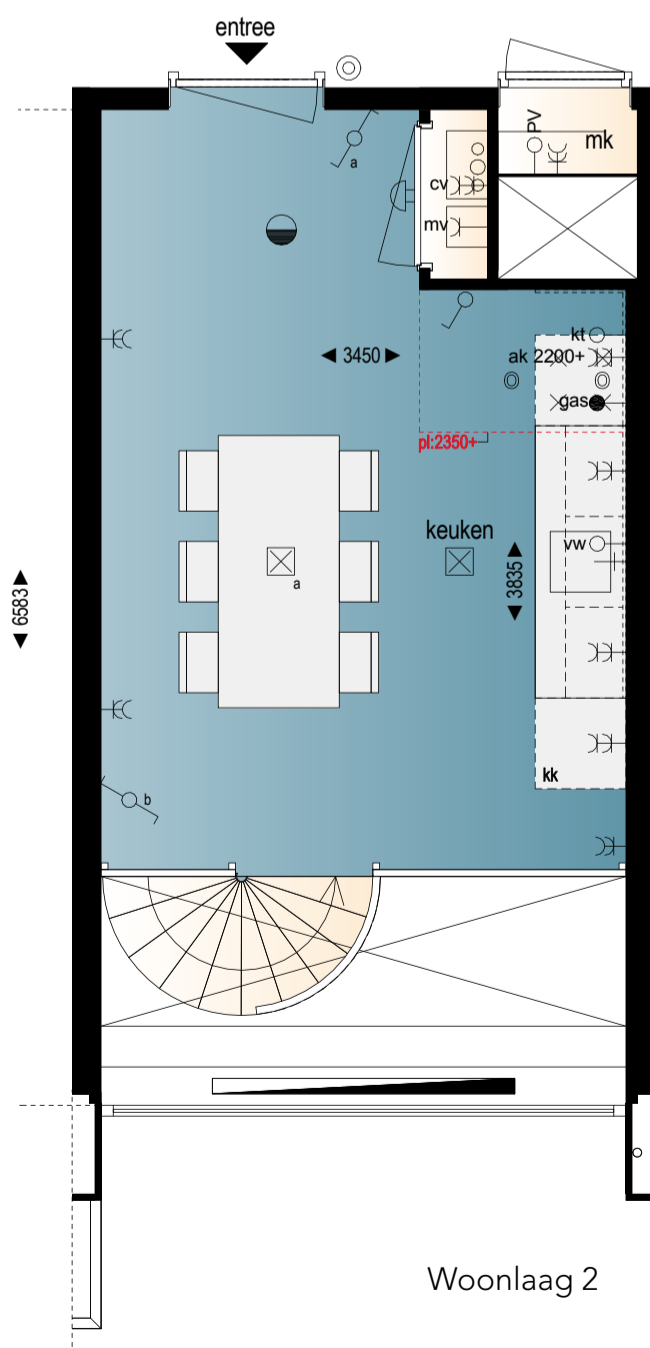 entree
PV
mk
a
cv
mv
kt
3450
ak 2200+
gas
pl:2350+
keuken
vw
3835
a
6583
kk
b
Woonlaag 2